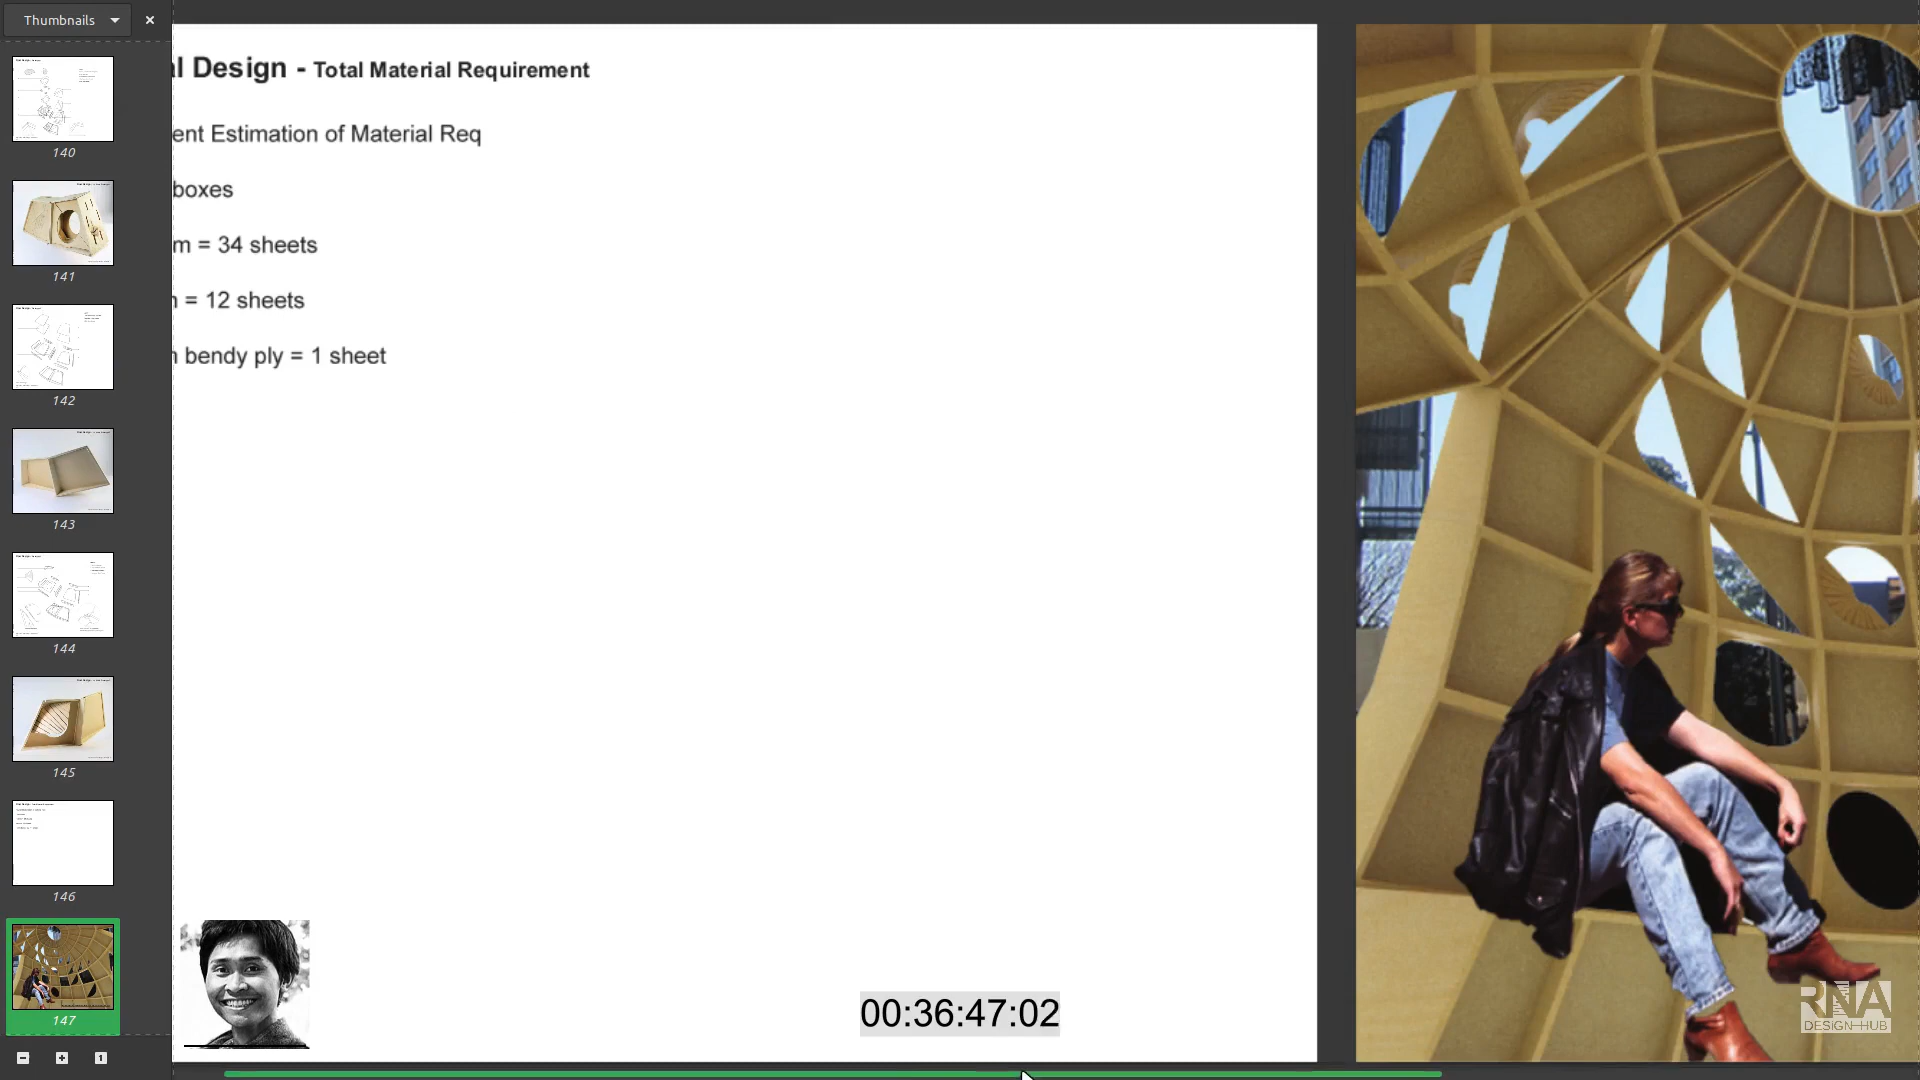 Thumbnails
140
141
142
143
144
145
146
147
l Design - Total Material Requirement
ent Estimation of Material Req
boxes
m = 34 sheets
= 12 sheets
bendy ply = 1 sheet
00:36:47:02
RNA
DESIGN-HUB